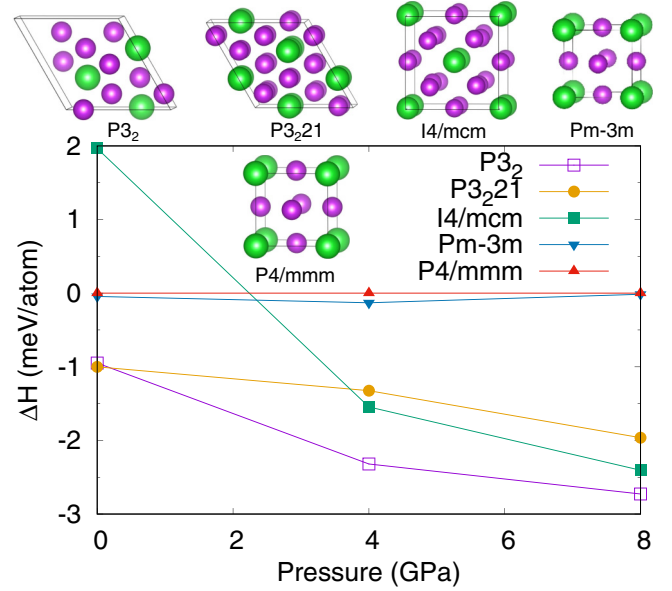 P3₂ P3₂21 I4/mcm Pm-3m
P4/mmm
P3₂
P3₂21
I4/mcm
Pm-3m
P4/mmm
2
1
0
-1
-2
-3
ΔH (meV/atom)
0 2 4 6 8
Pressure (GPa)